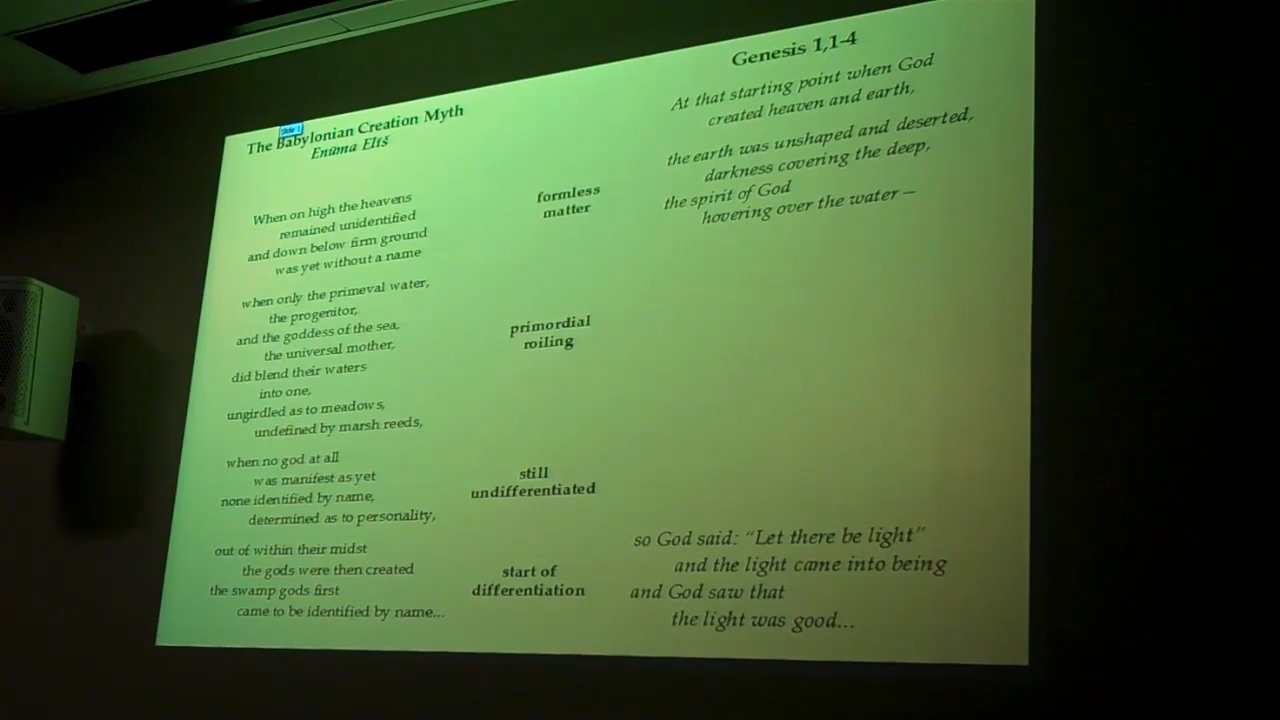 Slide 1
The Babylonian Creation Myth
Enūma Eliš
When on high the heavens
remained unidentified
and down below firm ground
was yet without a name
when only the primeval water,
the progenitor,
and the goddess of the sea,
the universal mother,
did blend their waters
into one,
ungirdled as to meadows,
undefined by marsh reeds,
when no god at all
was manifest as yet
none identified by name,
determined as to personality,
out of within their midst
the gods were then created
the swamp gods first
came to be identified by name...
formless
matter
primordial
roiling
still
undifferentiated
start of
differentiation
Genesis 1,1-4
At that starting point when God
created heaven and earth,
the earth was unshaped and deserted,
darkness covering the deep,
the spirit of God
hovering over the water —
so God said: “Let there be light”
and the light came into being
and God saw that
the light was good...